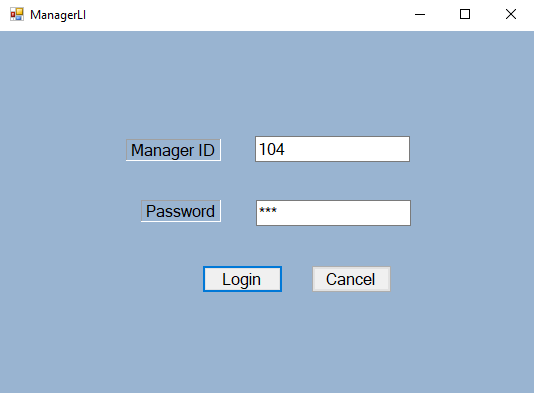 ManagerLI
Manager ID 104
Password ***
Login Cancel